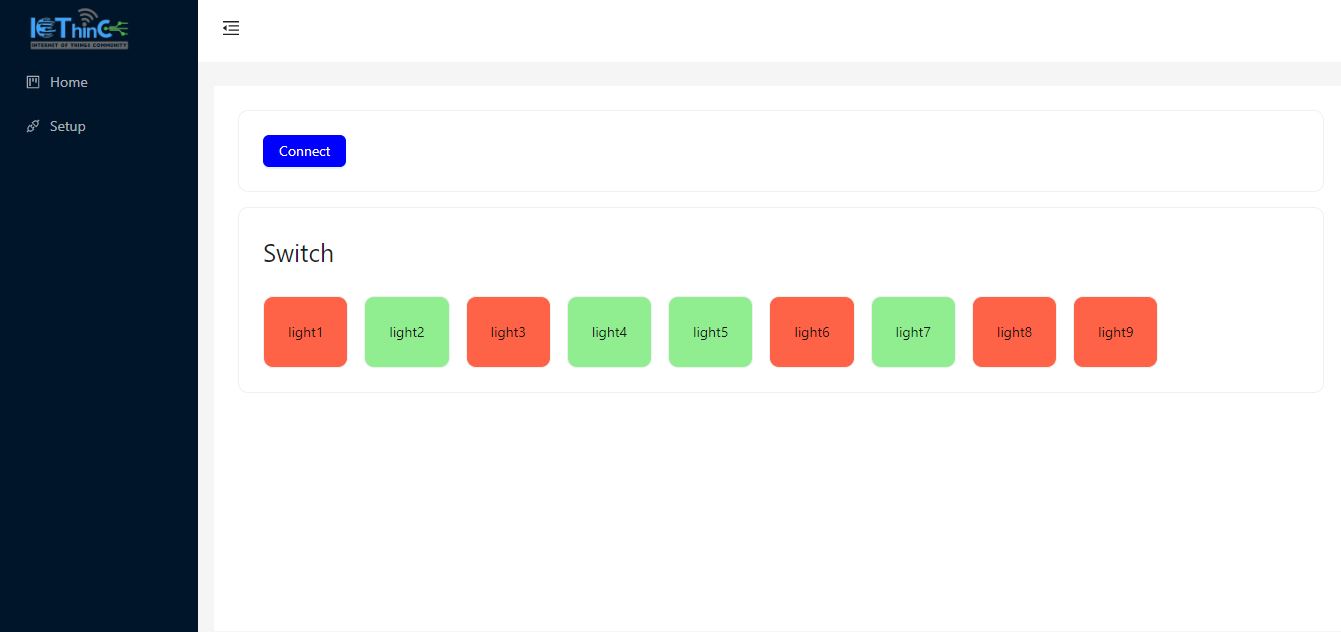 IoThinC
INTERNET OF THINGS COMMUNITY
Home
Setup
Connect
Switch
light1 light2 light3 light4 light5 light6 light7 light8 light9